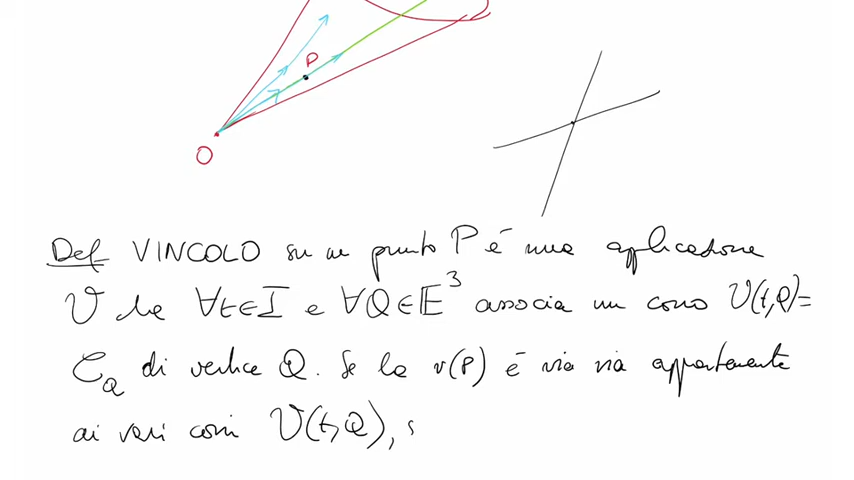 P
O
Def VINCOLO su un punto P è una applicazione
V che ∀t∈I e ∀Q∈E³ associa un cono V(t,Q)=
C_Q di vertice Q. Se la v(P) è via via appartenente
ai vari coni V(t,Q), s